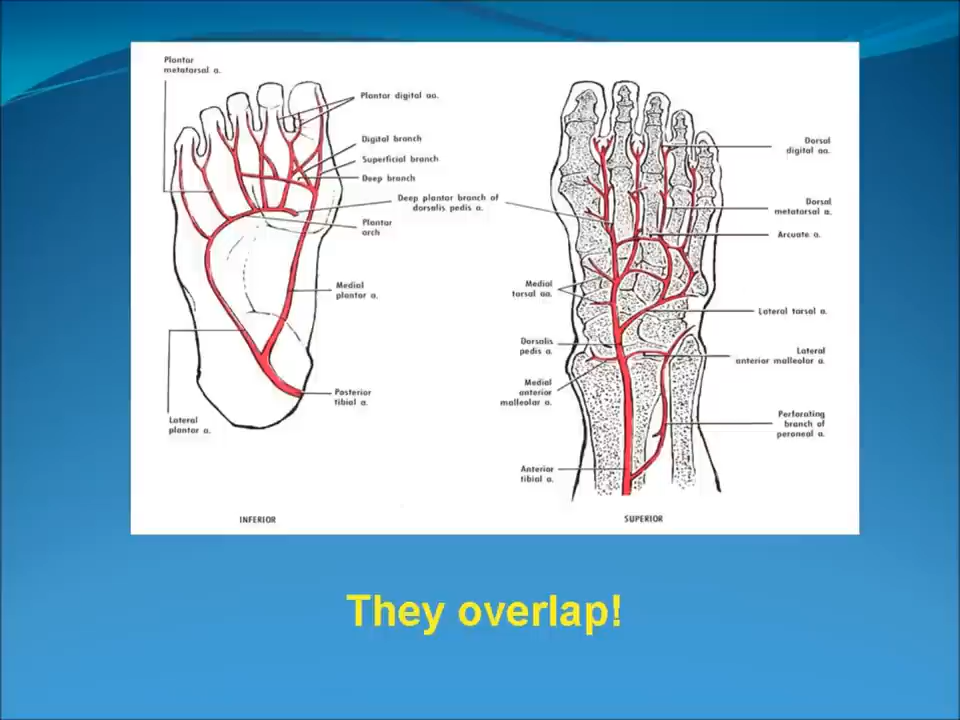 Plantar
metatarsal a.
Plantar digital aa.
Digital branch
Superficial branch
Deep branch
Deep plantar branch of
dorsalis pedis a.
Plantar
arch
Medial
plantar a.
Posterior
tibial a.
Lateral
plantar a.
INFERIOR
Dorsal
digital aa.
Dorsal
metatarsal a.
Arcuate a.
Medial
tarsal aa.
Lateral tarsal a.
Dorsalis
pedis a.
Lateral
anterior malleolar a.
Medial
anterior
malleolar a.
Perforating
branch of
peroneal a.
Anterior
tibial a.
SUPERIOR
They overlap!